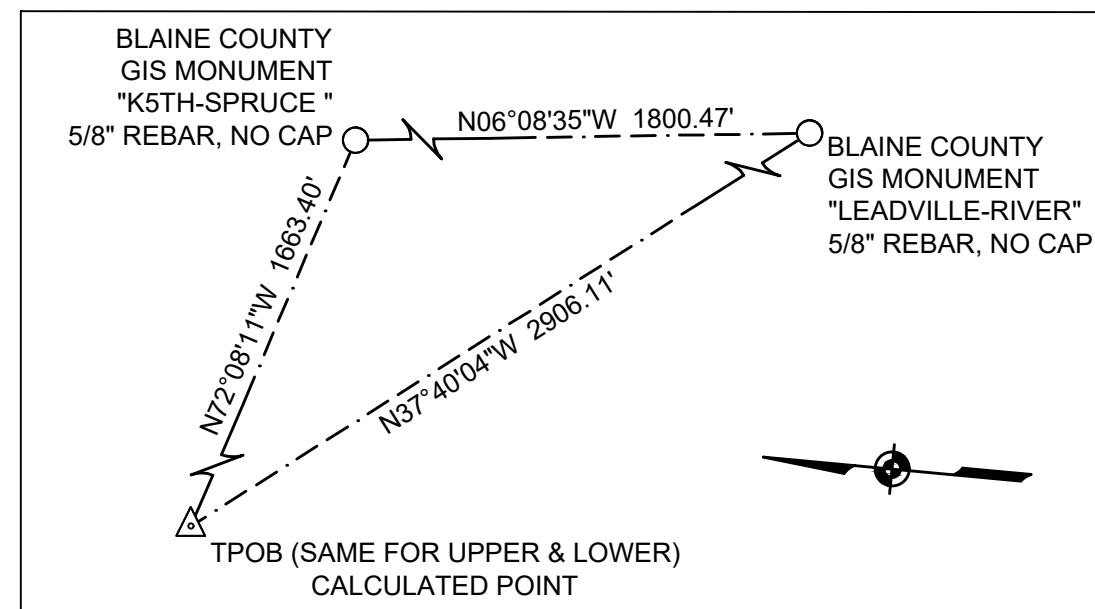 BLAINE COUNTY
GIS MONUMENT
"K5TH-SPRUCE "
5/8" REBAR, NO CAP
N06°08'35"W 1800.47'
BLAINE COUNTY
GIS MONUMENT
"LEADVILLE-RIVER"
5/8" REBAR, NO CAP
N72°08'11"W 1663.40'
N37°40'04"W 2906.11'
TPOB (SAME FOR UPPER & LOWER)
CALCULATED POINT